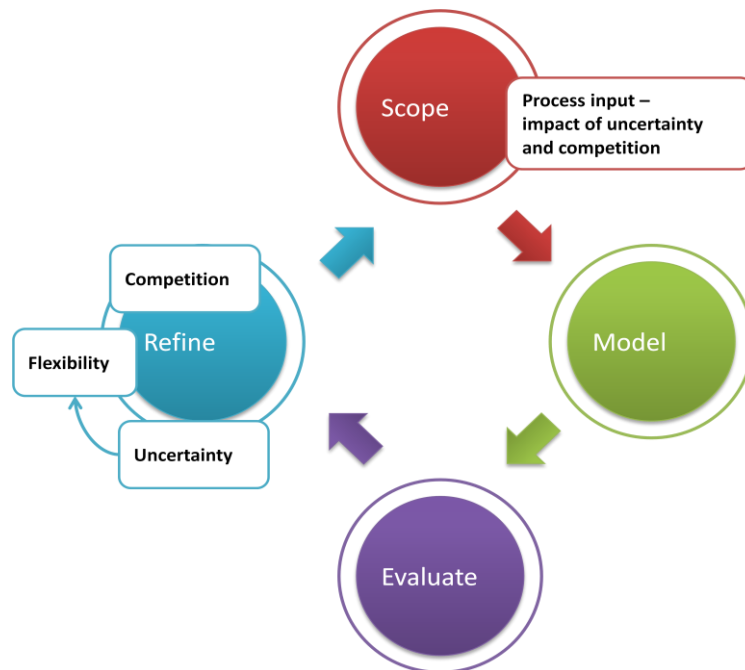 Scope
Process input –
impact of uncertainty
and competition
Competition
Refine
Flexibility
Uncertainty
Model
Evaluate